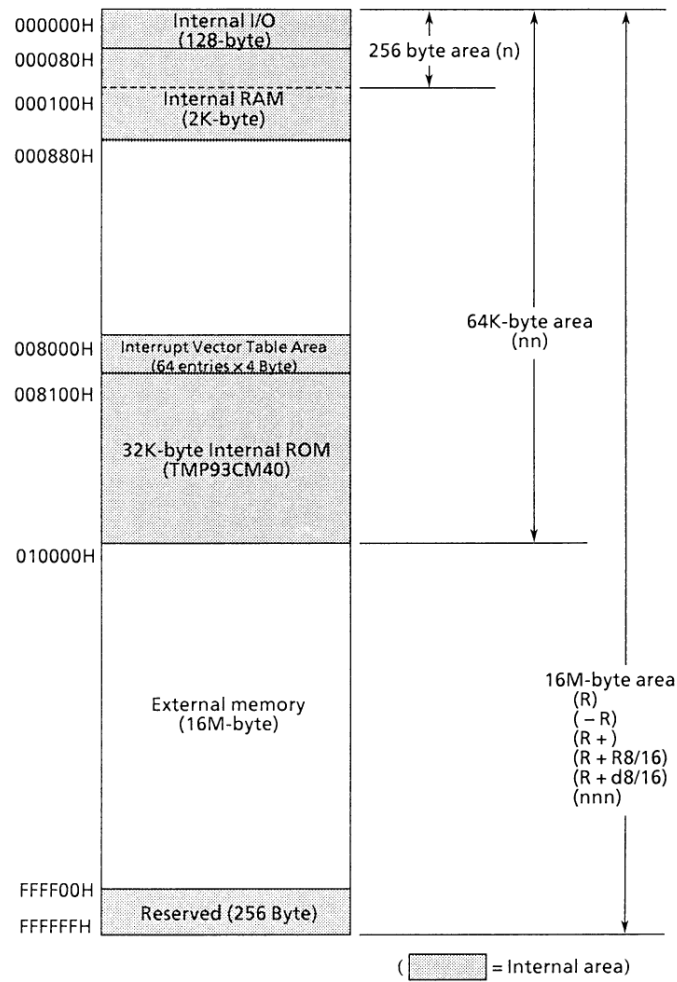 000000H
Internal I/O
(128-byte)
000080H
256 byte area (n)
000100H
Internal RAM
(2K-byte)
000880H
64K-byte area
(nn)
008000H
Interrupt Vector Table Area
(64 entries x 4 Byte)
008100H
32K-byte Internal ROM
(TMP93CM40)
010000H
External memory
(16M-byte)
16M-byte area
(R)
( – R)
(R + )
(R + R8/16)
(R + d8/16)
(nnn)
FFFF00H
Reserved (256 Byte)
FFFFFFH
( = Internal area)